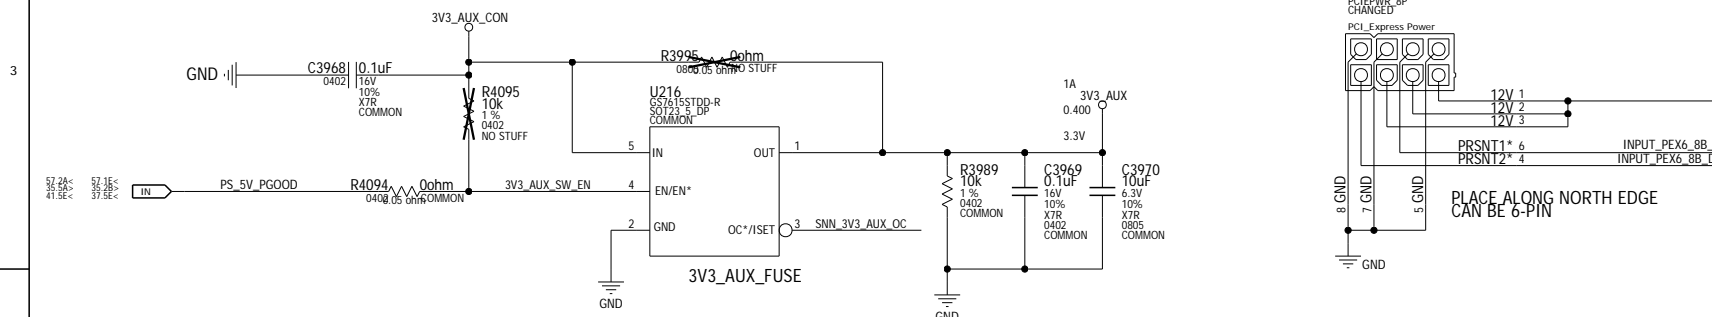 3
3V3_AUX_CON
GND
C3968
0402
0.1uF
16V
10%
X7R
COMMON
R4095
10k
1 %
0402
NO STUFF
R3995
0ohm
0805
0.05 ohm
NO STUFF
U216
GS7615STDD-R
SOT23_5_DP
COMMON
5
IN
OUT
1
4
EN/EN*
2
GND
OC*/ISET
3
SNN_3V3_AUX_OC
3V3_AUX_FUSE
GND
57.2A<
57.1E<
35.5A>
35.2B>
41.5E<
37.5E<
IN
PS_5V_PGOOD
R4094
0ohm
0402
0.05 ohm
COMMON
3V3_AUX_SW_EN
1A
3V3_AUX
0.400
3.3V
R3989
10k
1 %
0402
COMMON
C3969
0.1uF
16V
10%
X7R
0402
COMMON
C3970
10uF
6.3V
10%
X7R
0805
COMMON
GND
PCIEPWR_8P
CHANGED
PCI_Express Power
12V 1
12V 2
12V 3
PRSNT1* 6
INPUT_PEX6_8B_
PRSNT2* 4
INPUT_PEX6_8B_D
8 GND
7 GND
5 GND
PLACE ALONG NORTH EDGE
CAN BE 6-PIN
GND